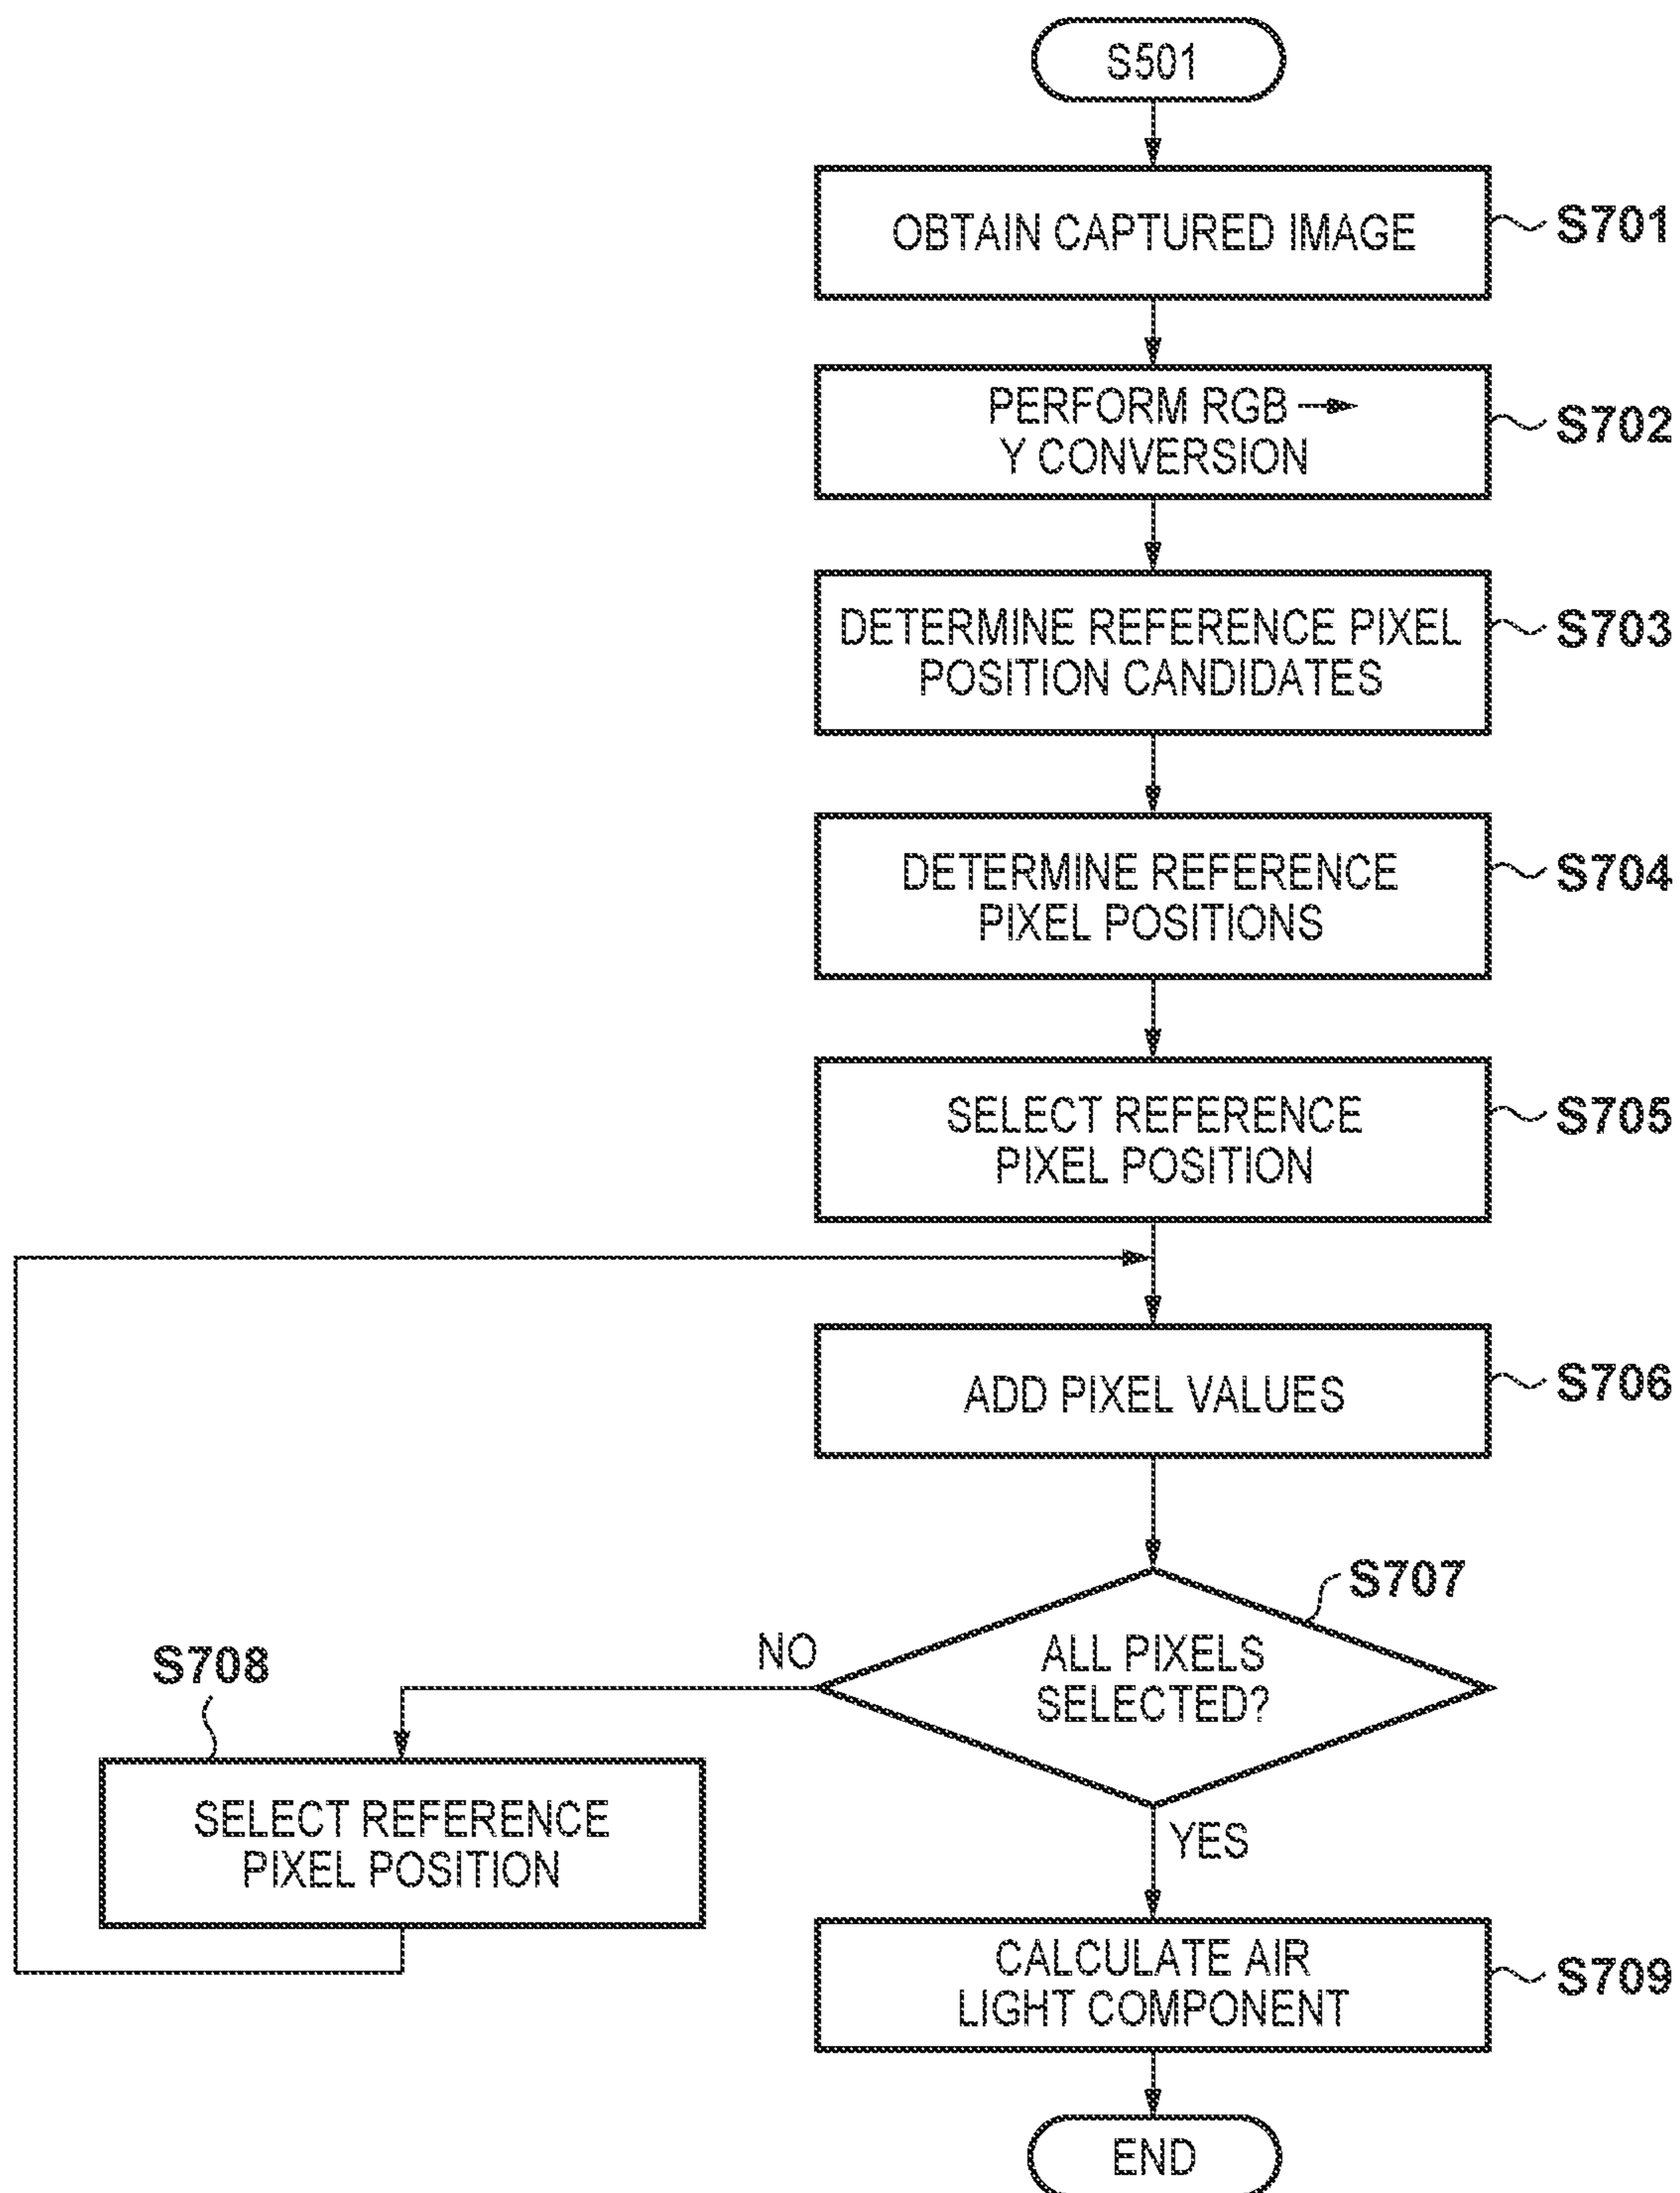 S501
OBTAIN CAPTURED IMAGE
S701
PERFORM RGB →
Y CONVERSION
S702
DETERMINE REFERENCE PIXEL
POSITION CANDIDATES
S703
DETERMINE REFERENCE
PIXEL POSITIONS
S704
SELECT REFERENCE
PIXEL POSITION
S705
ADD PIXEL VALUES
S706
S707
ALL PIXELS
SELECTED?
NO
S708
SELECT REFERENCE
PIXEL POSITION
YES
CALCULATE AIR
LIGHT COMPONENT
S709
END